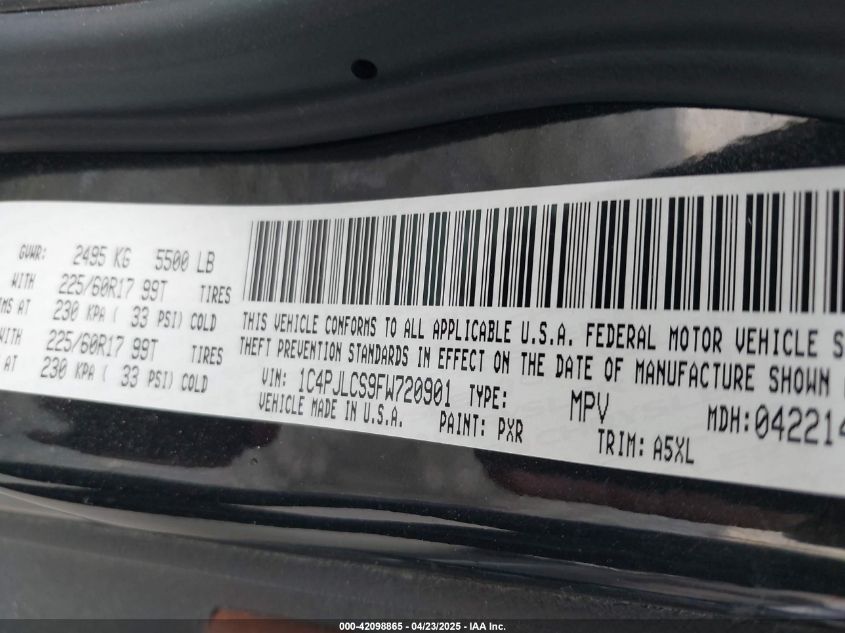 GVWR: 2495 KG 5500 LB
WITH 225/60R17 99T TIRES
AT 230 KPA ( 33 PSI) COLD
WITH 225/60R17 99T TIRES
AT 230 KPA ( 33 PSI) COLD
THIS VEHICLE CONFORMS TO ALL APPLICABLE U.S.A. FEDERAL MOTOR VEHICLE S
THEFT PREVENTION STANDARDS IN EFFECT ON THE DATE OF MANUFACTURE SHOWN
VIN: 1C4PJLCS9FW720901 TYPE: MPV MDH: 042214
VEHICLE MADE IN U.S.A. PAINT: PXR TRIM: A5XL
000-42098865 - 04/23/2025 - IAA Inc.